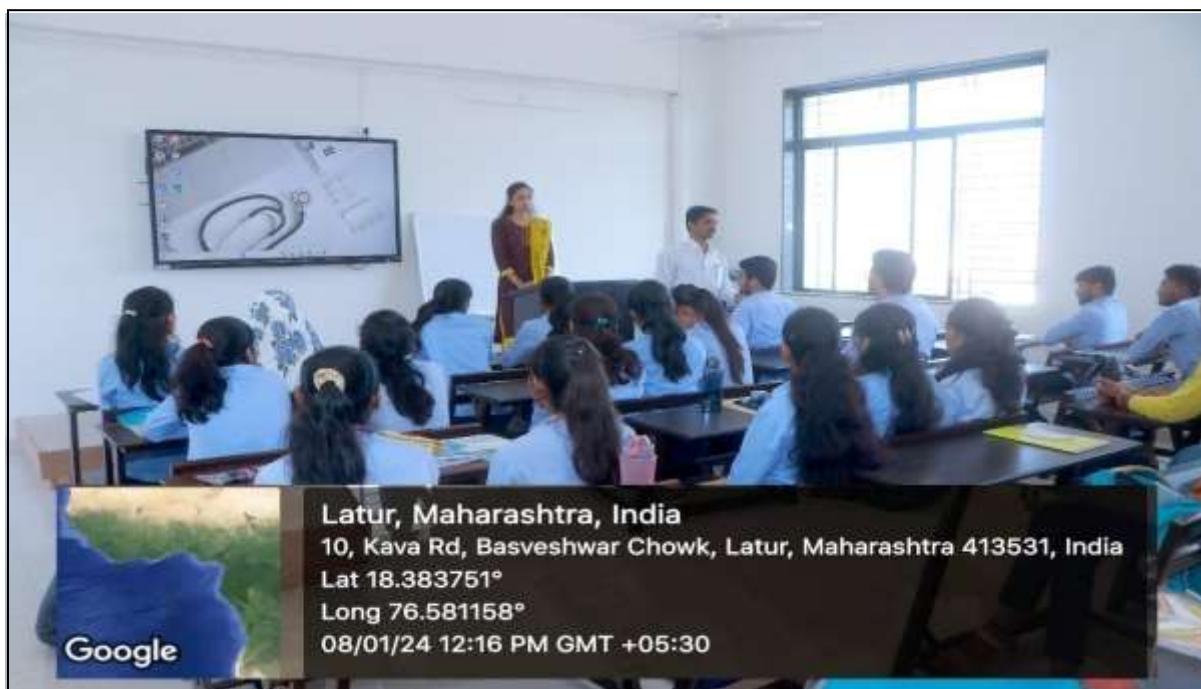 Latur, Maharashtra, India
10, Kava Rd, Basveshwar Chowk, Latur, Maharashtra 413531, India
Lat 18.383751°
Long 76.581158°
08/01/24 12:16 PM GMT +05:30
Google